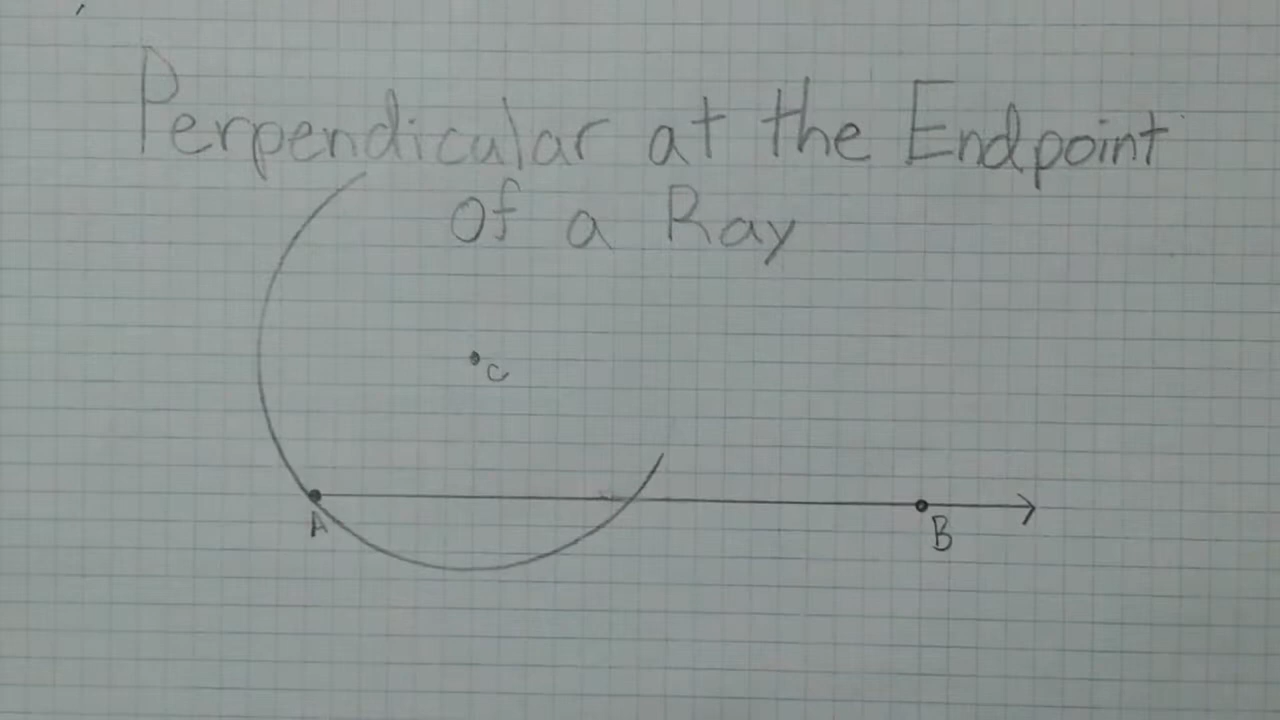 Perpendicular at the Endpoint
Of a Ray
C
A
B